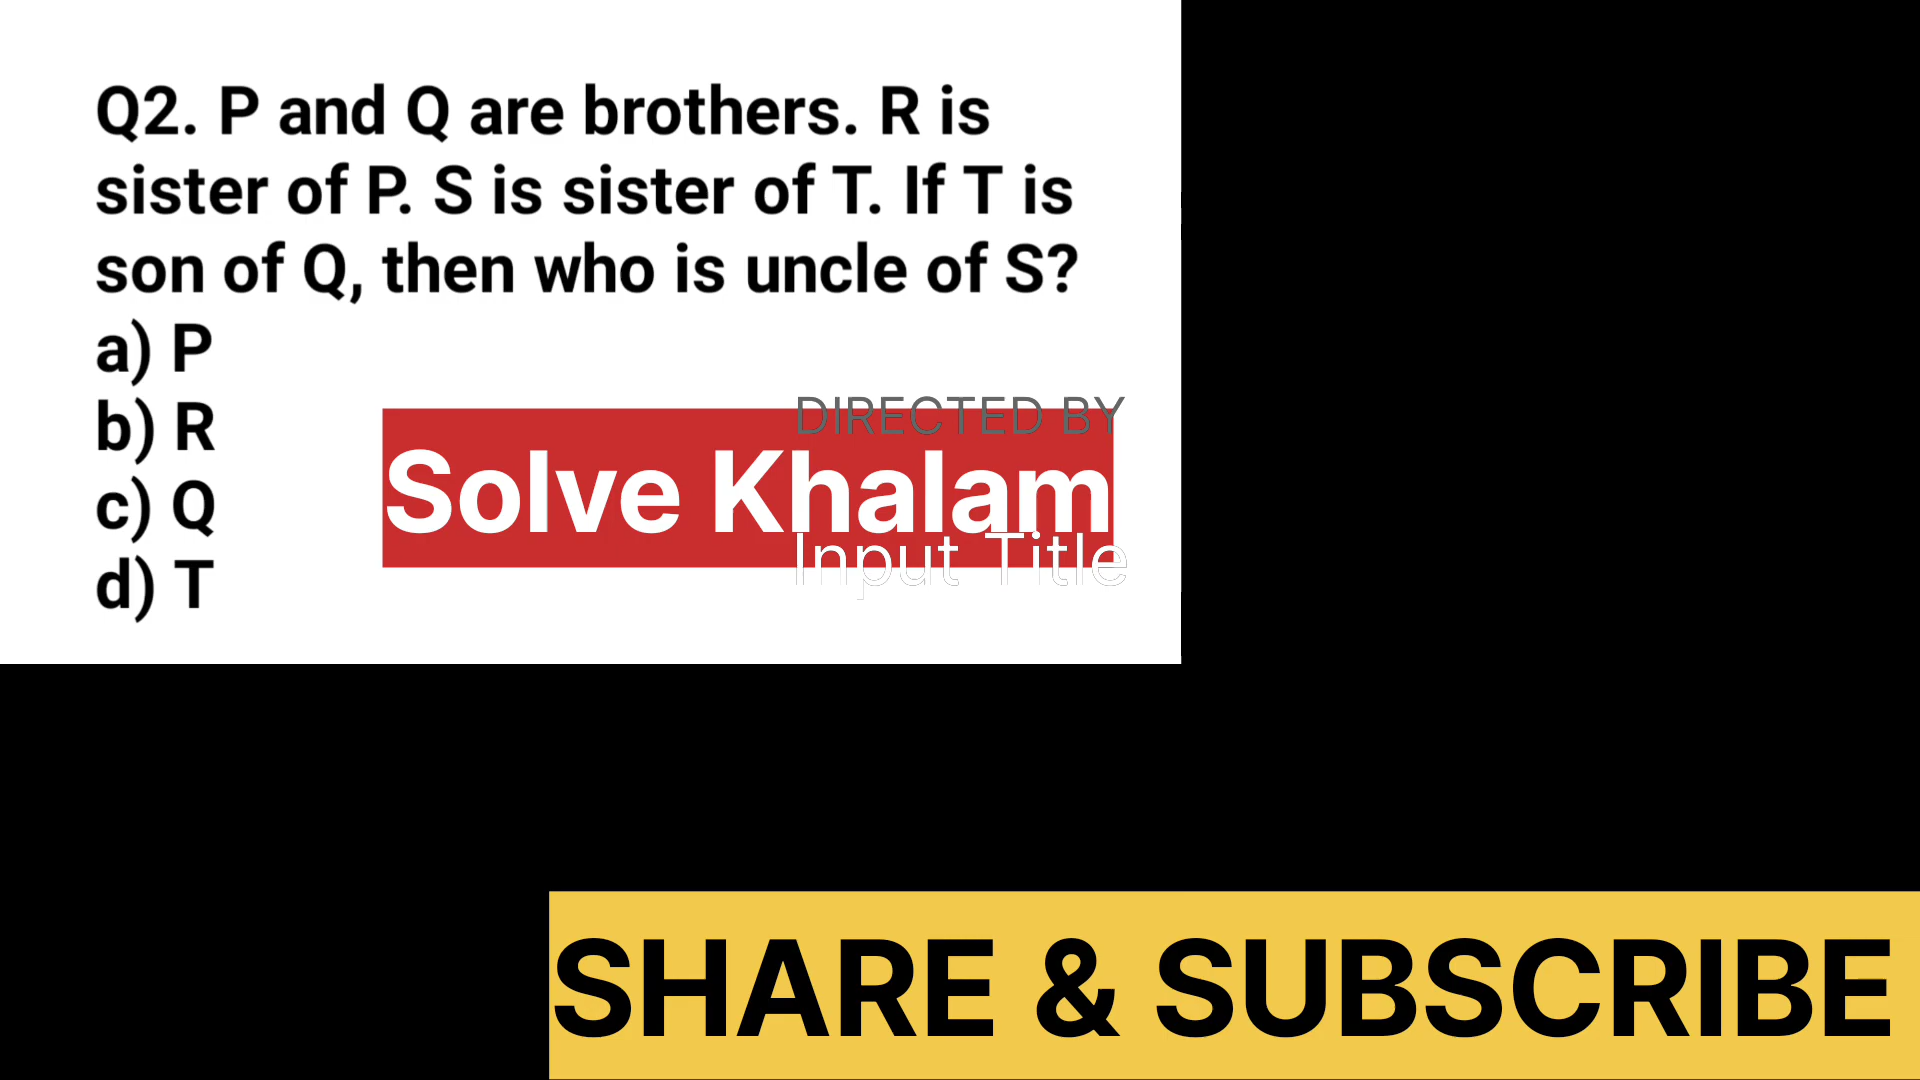 Q2. P and Q are brothers. R is
sister of P. S is sister of T. If T is
son of Q, then who is uncle of S?
a) P
b) R
c) Q
d) T
DIRECTED BY
Solve Khalam
Input Title
SHARE & SUBSCRIBE